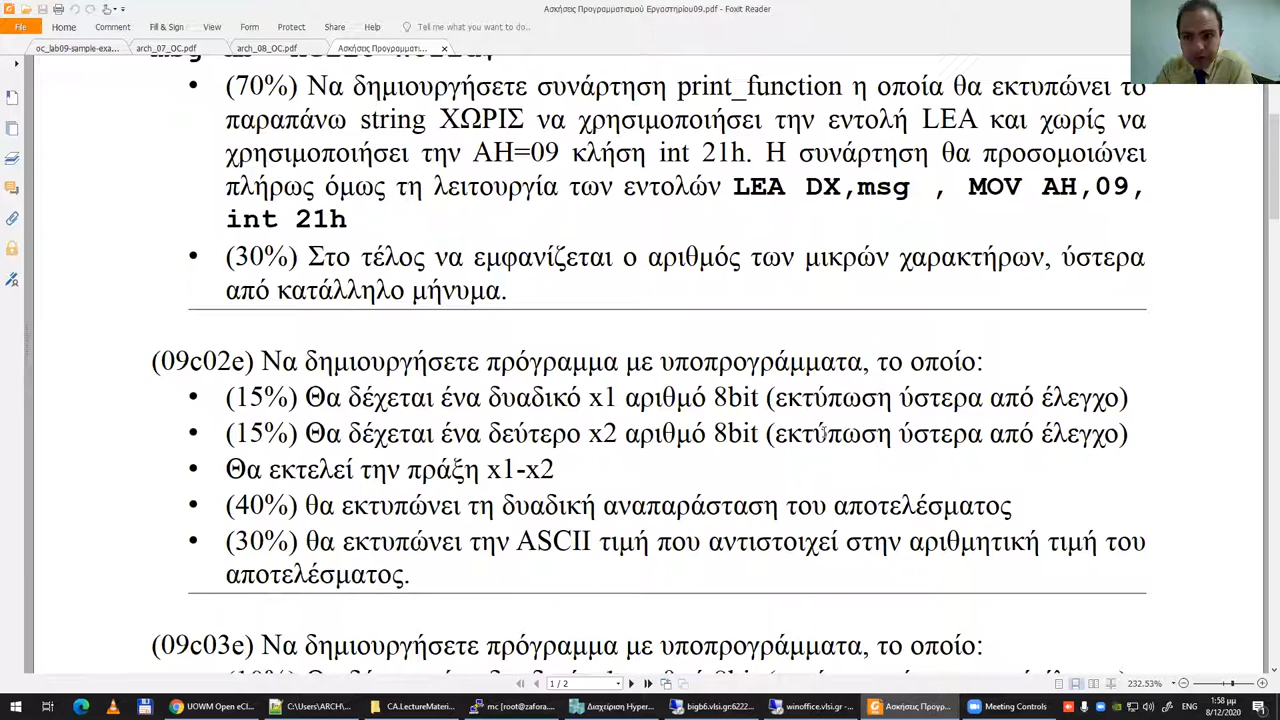 Ασκήσεις Προγραμματισμού Εργαστηρίου09.pdf - Foxit Reader
File Home Comment Fill & Sign View Form Protect Share Help Tell me what you want to do...
oc_lab09-sample-exa... arch_07_OC.pdf arch_08_OC.pdf Ασκήσεις Προγραμματι...
• (70%) Να δημιουργήσετε συνάρτηση print_function η οποία θα εκτυπώνει το
παραπάνω string ΧΩΡΙΣ να χρησιμοποιήσει την εντολή LEA και χωρίς να
χρησιμοποιήσει την AH=09 κλήση int 21h. Η συνάρτηση θα προσομοιώνει
πλήρως όμως τη λειτουργία των εντολών LEA DX,msg , MOV AH,09,
int 21h
• (30%) Στο τέλος να εμφανίζεται ο αριθμός των μικρών χαρακτήρων, ύστερα
από κατάλληλο μήνυμα.
(09c02e) Να δημιουργήσετε πρόγραμμα με υποπρογράμματα, το οποίο:
• (15%) Θα δέχεται ένα δυαδικό x1 αριθμό 8bit (εκτύπωση ύστερα από έλεγχο)
• (15%) Θα δέχεται ένα δεύτερο x2 αριθμό 8bit (εκτύπωση ύστερα από έλεγχο)
• Θα εκτελεί την πράξη x1-x2
• (40%) θα εκτυπώνει τη δυαδική αναπαράσταση του αποτελέσματος
• (30%) θα εκτυπώνει την ASCII τιμή που αντιστοιχεί στην αριθμητική τιμή του
αποτελέσματος.
(09c03e) Να δημιουργήσετε πρόγραμμα με υποπρογράμματα, το οποίο:
1 / 2 232.53%
UOWM Open eCl... C:\Users\ARCH\... CA.LectureMateri... mc [root@zafora.... Διαχείριση Hyper... bigb6.vlsi.gr:6222... winoffice.vlsi.gr - ... Ασκήσεις Προγρ... Meeting Controls ΕΝ 1:58 μμ
8/12/2020